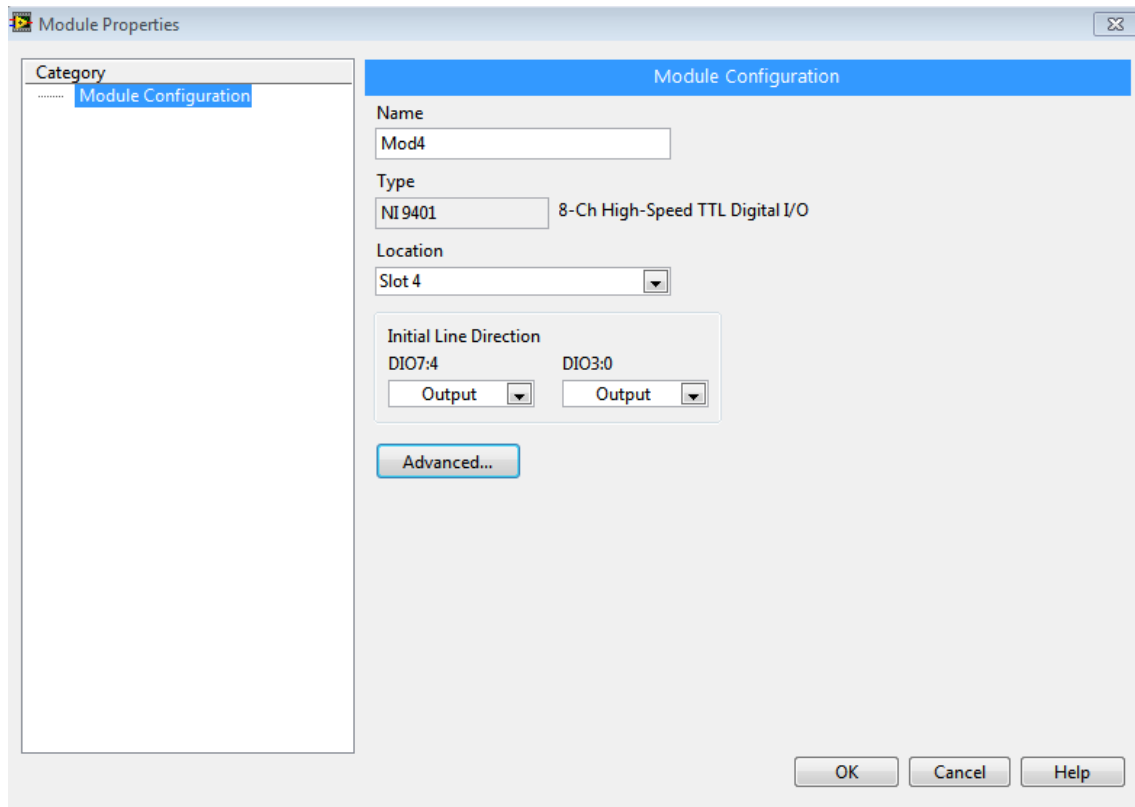 Module Properties
Category
Module Configuration
Module Configuration
Name
Mod4
Type
NI 9401 8-Ch High-Speed TTL Digital I/O
Location
Slot 4
Initial Line Direction
DIO7:4 DIO3:0
Output Output
Advanced...
OK Cancel Help